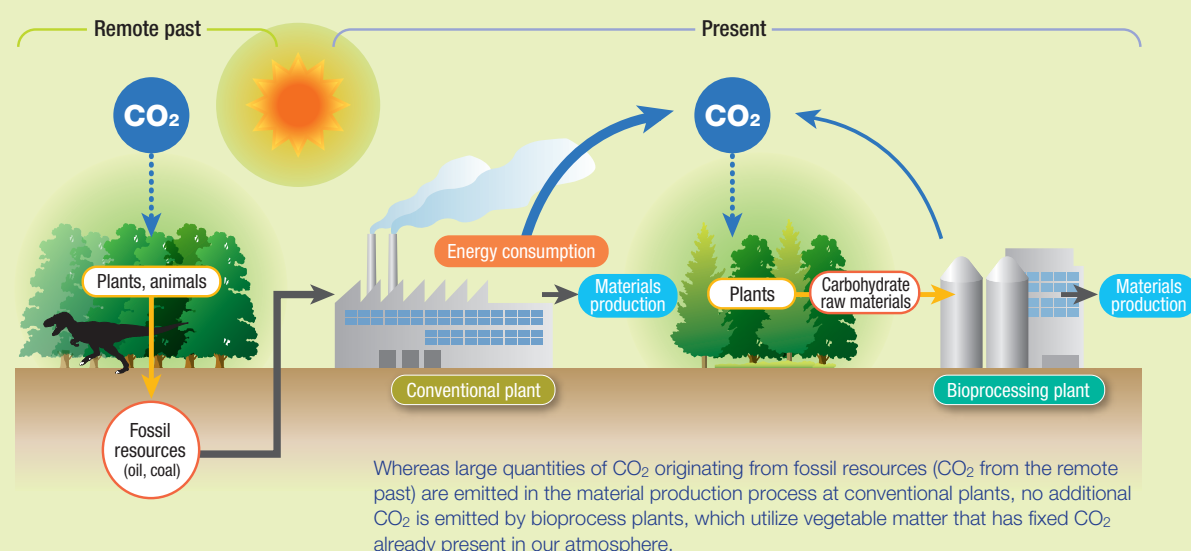 Remote past
Present
CO₂
CO₂
Energy consumption
Plants, animals
Materials
production
Plants
Carbohydrate
raw materials
Materials
production
Conventional plant
Bioprocessing plant
Fossil
resources
(oil, coal)
Whereas large quantities of CO₂ originating from fossil resources (CO₂ from the remote
past) are emitted in the material production process at conventional plants, no additional
CO₂ is emitted by bioprocess plants, which utilize vegetable matter that has fixed CO₂
already present in our atmosphere.